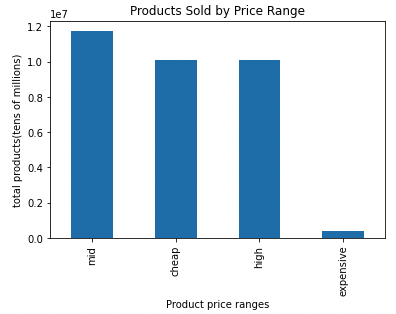 Products Sold by Price Range
1e7
total products(tens of millions)
1.2
1.0
0.8
0.6
0.4
0.2
0.0
mid
cheap
high
expensive
Product price ranges